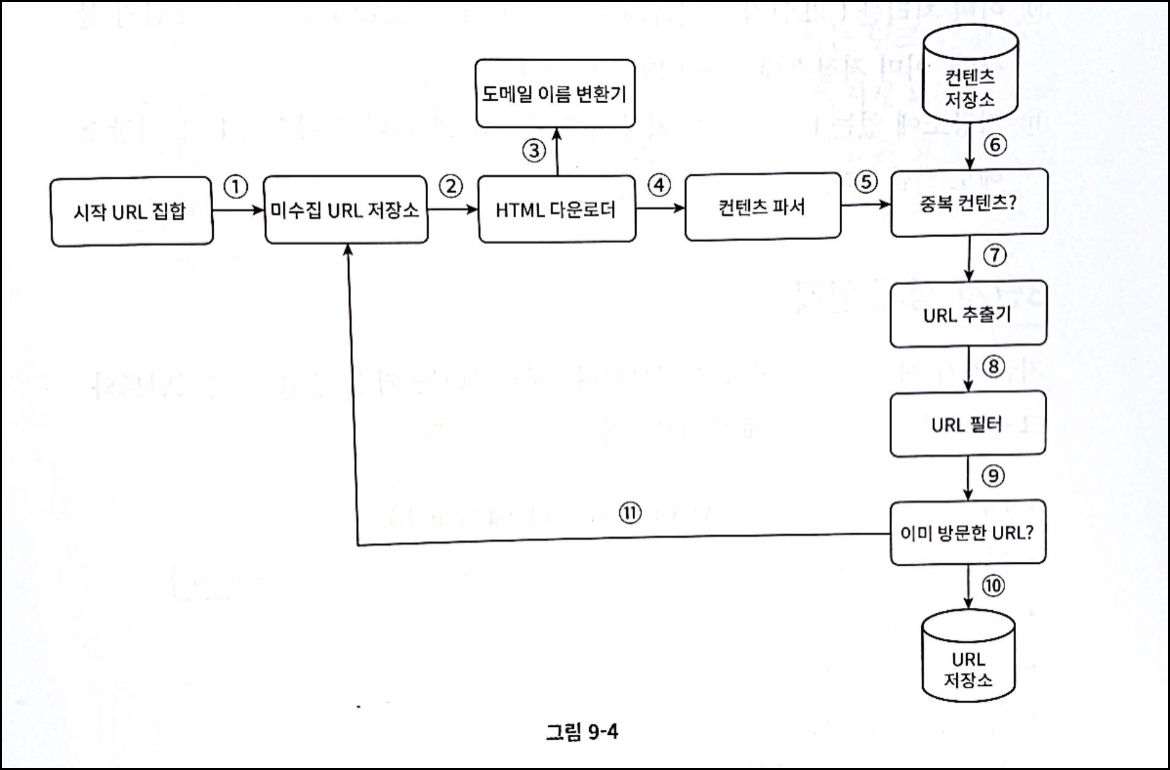 도메일 이름 변환기
컨텐츠
저장소
③
⑥
시작 URL 집합
①
미수집 URL 저장소
②
HTML 다운로더
④
컨텐츠 파서
⑤
중복 컨텐츠?
⑦
URL 추출기
⑧
URL 필터
⑨
⑪
이미 방문한 URL?
⑩
URL
저장소
그림 9-4